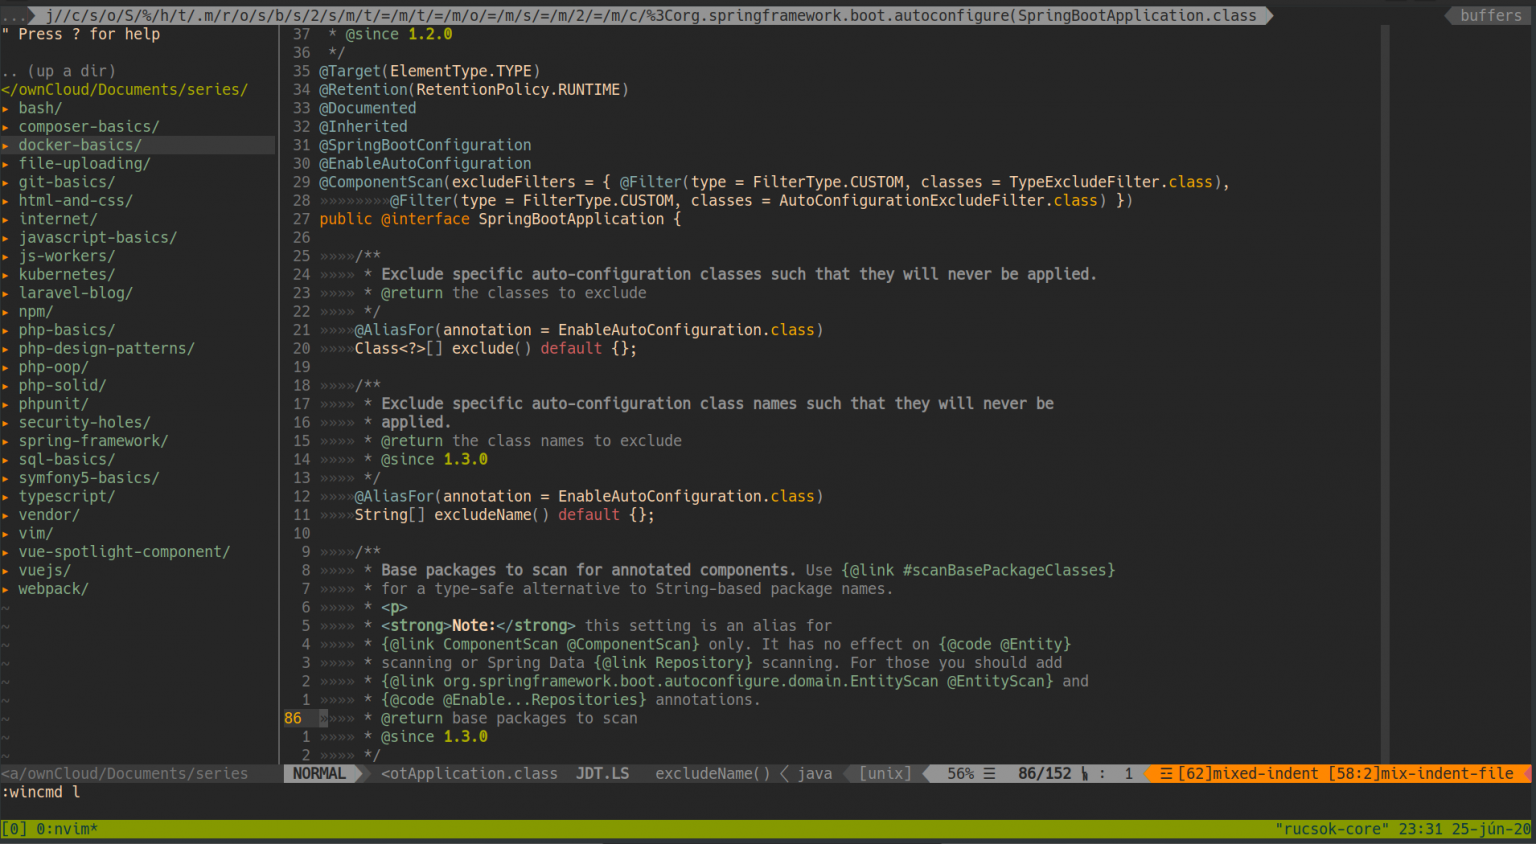 ... j//c/s/o/S/%/h/t/.m/r/o/s/b/s/2/s/m/t/=/m/t/=/m/o/=/m/s/=/m/2/=/m/c/%3Corg.springframework.boot.autoconfigure(SpringBootApplication.class buffers
" Press ? for help
.. (up a dir)
</ownCloud/Documents/series/
▸ bash/
▸ composer-basics/
▸ docker-basics/
▸ file-uploading/
▸ git-basics/
▸ html-and-css/
▸ internet/
▸ javascript-basics/
▸ js-workers/
▸ kubernetes/
▸ laravel-blog/
▸ npm/
▸ php-basics/
▸ php-design-patterns/
▸ php-oop/
▸ php-solid/
▸ phpunit/
▸ security-holes/
▸ spring-framework/
▸ sql-basics/
▸ symfony5-basics/
▸ typescript/
▸ vendor/
▸ vim/
▸ vue-spotlight-component/
▸ vuejs/
▸ webpack/
~
~
~
~
~
~
~
~
~
37 * @since 1.2.0
36 */
35 @Target(ElementType.TYPE)
34 @Retention(RetentionPolicy.RUNTIME)
33 @Documented
32 @Inherited
31 @SpringBootConfiguration
30 @EnableAutoConfiguration
29 @ComponentScan(excludeFilters = { @Filter(type = FilterType.CUSTOM, classes = TypeExcludeFilter.class),
28 »»»»»»»»@Filter(type = FilterType.CUSTOM, classes = AutoConfigurationExcludeFilter.class) })
27 public @interface SpringBootApplication {
26
25 »»»»/**
24 »»»» * Exclude specific auto-configuration classes such that they will never be applied.
23 »»»» * @return the classes to exclude
22 »»»» */
21 »»»»@AliasFor(annotation = EnableAutoConfiguration.class)
20 »»»»Class<?>[] exclude() default {};
19
18 »»»»/**
17 »»»» * Exclude specific auto-configuration class names such that they will never be
16 »»»» * applied.
15 »»»» * @return the class names to exclude
14 »»»» * @since 1.3.0
13 »»»» */
12 »»»»@AliasFor(annotation = EnableAutoConfiguration.class)
11 »»»»String[] excludeName() default {};
10
9 »»»»/**
8 »»»» * Base packages to scan for annotated components. Use {@link #scanBasePackageClasses}
7 »»»» * for a type-safe alternative to String-based package names.
6 »»»» * <p>
5 »»»» * <strong>Note:</strong> this setting is an alias for
4 »»»» * {@link ComponentScan @ComponentScan} only. It has no effect on {@code @Entity}
3 »»»» * scanning or Spring Data {@link Repository} scanning. For those you should add
2 »»»» * {@link org.springframework.boot.autoconfigure.domain.EntityScan @EntityScan} and
1 »»»» * {@code @Enable...Repositories} annotations.
86 »»»» * @return base packages to scan
1 »»»» * @since 1.3.0
2 »»»» */
<a/ownCloud/Documents/series NORMAL <otApplication.class JDT.LS excludeName() java [unix] 56% ☰ 86/152 : 1 ☲ [62]mixed-indent [58:2]mix-indent-file
:wincmd l
[0] 0:nvim* "rucsok-core" 23:31 25-jún-20